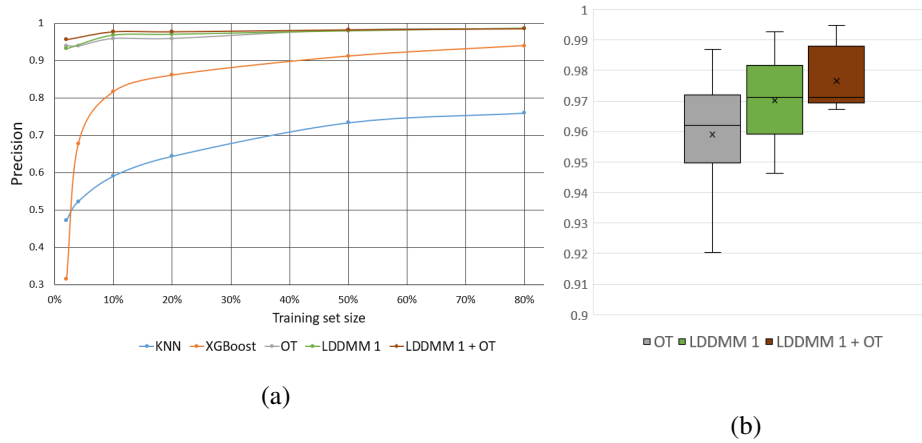 1
0.9
0.8
0.7
0.6
0.5
0.4
0.3
Precision
0% 10% 20% 30% 40% 50% 60% 70% 80%
Training set size
KNN XGBoost OT LDDMM 1 LDDMM 1 + OT
(a)
1
0.99
0.98
0.97
0.96
0.95
0.94
0.93
0.92
0.91
0.9
OT LDDMM 1 LDDMM 1 + OT
(b)